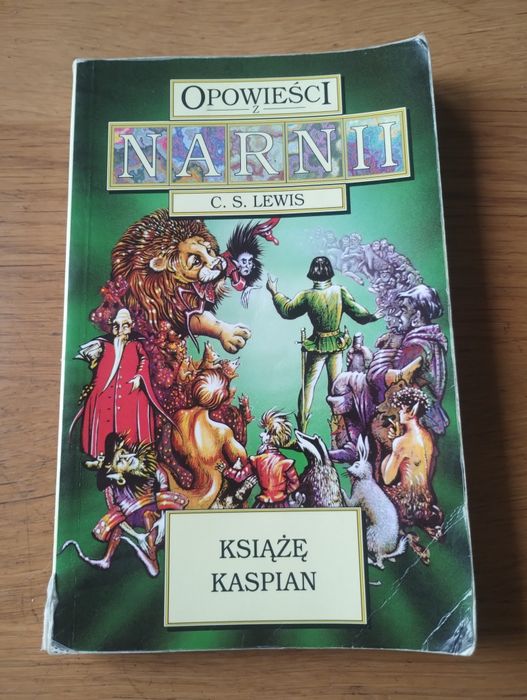 OPOWIEŚCI
Z
NARNII
C. S. LEWIS
KSIĄŻĘ
KASPIAN